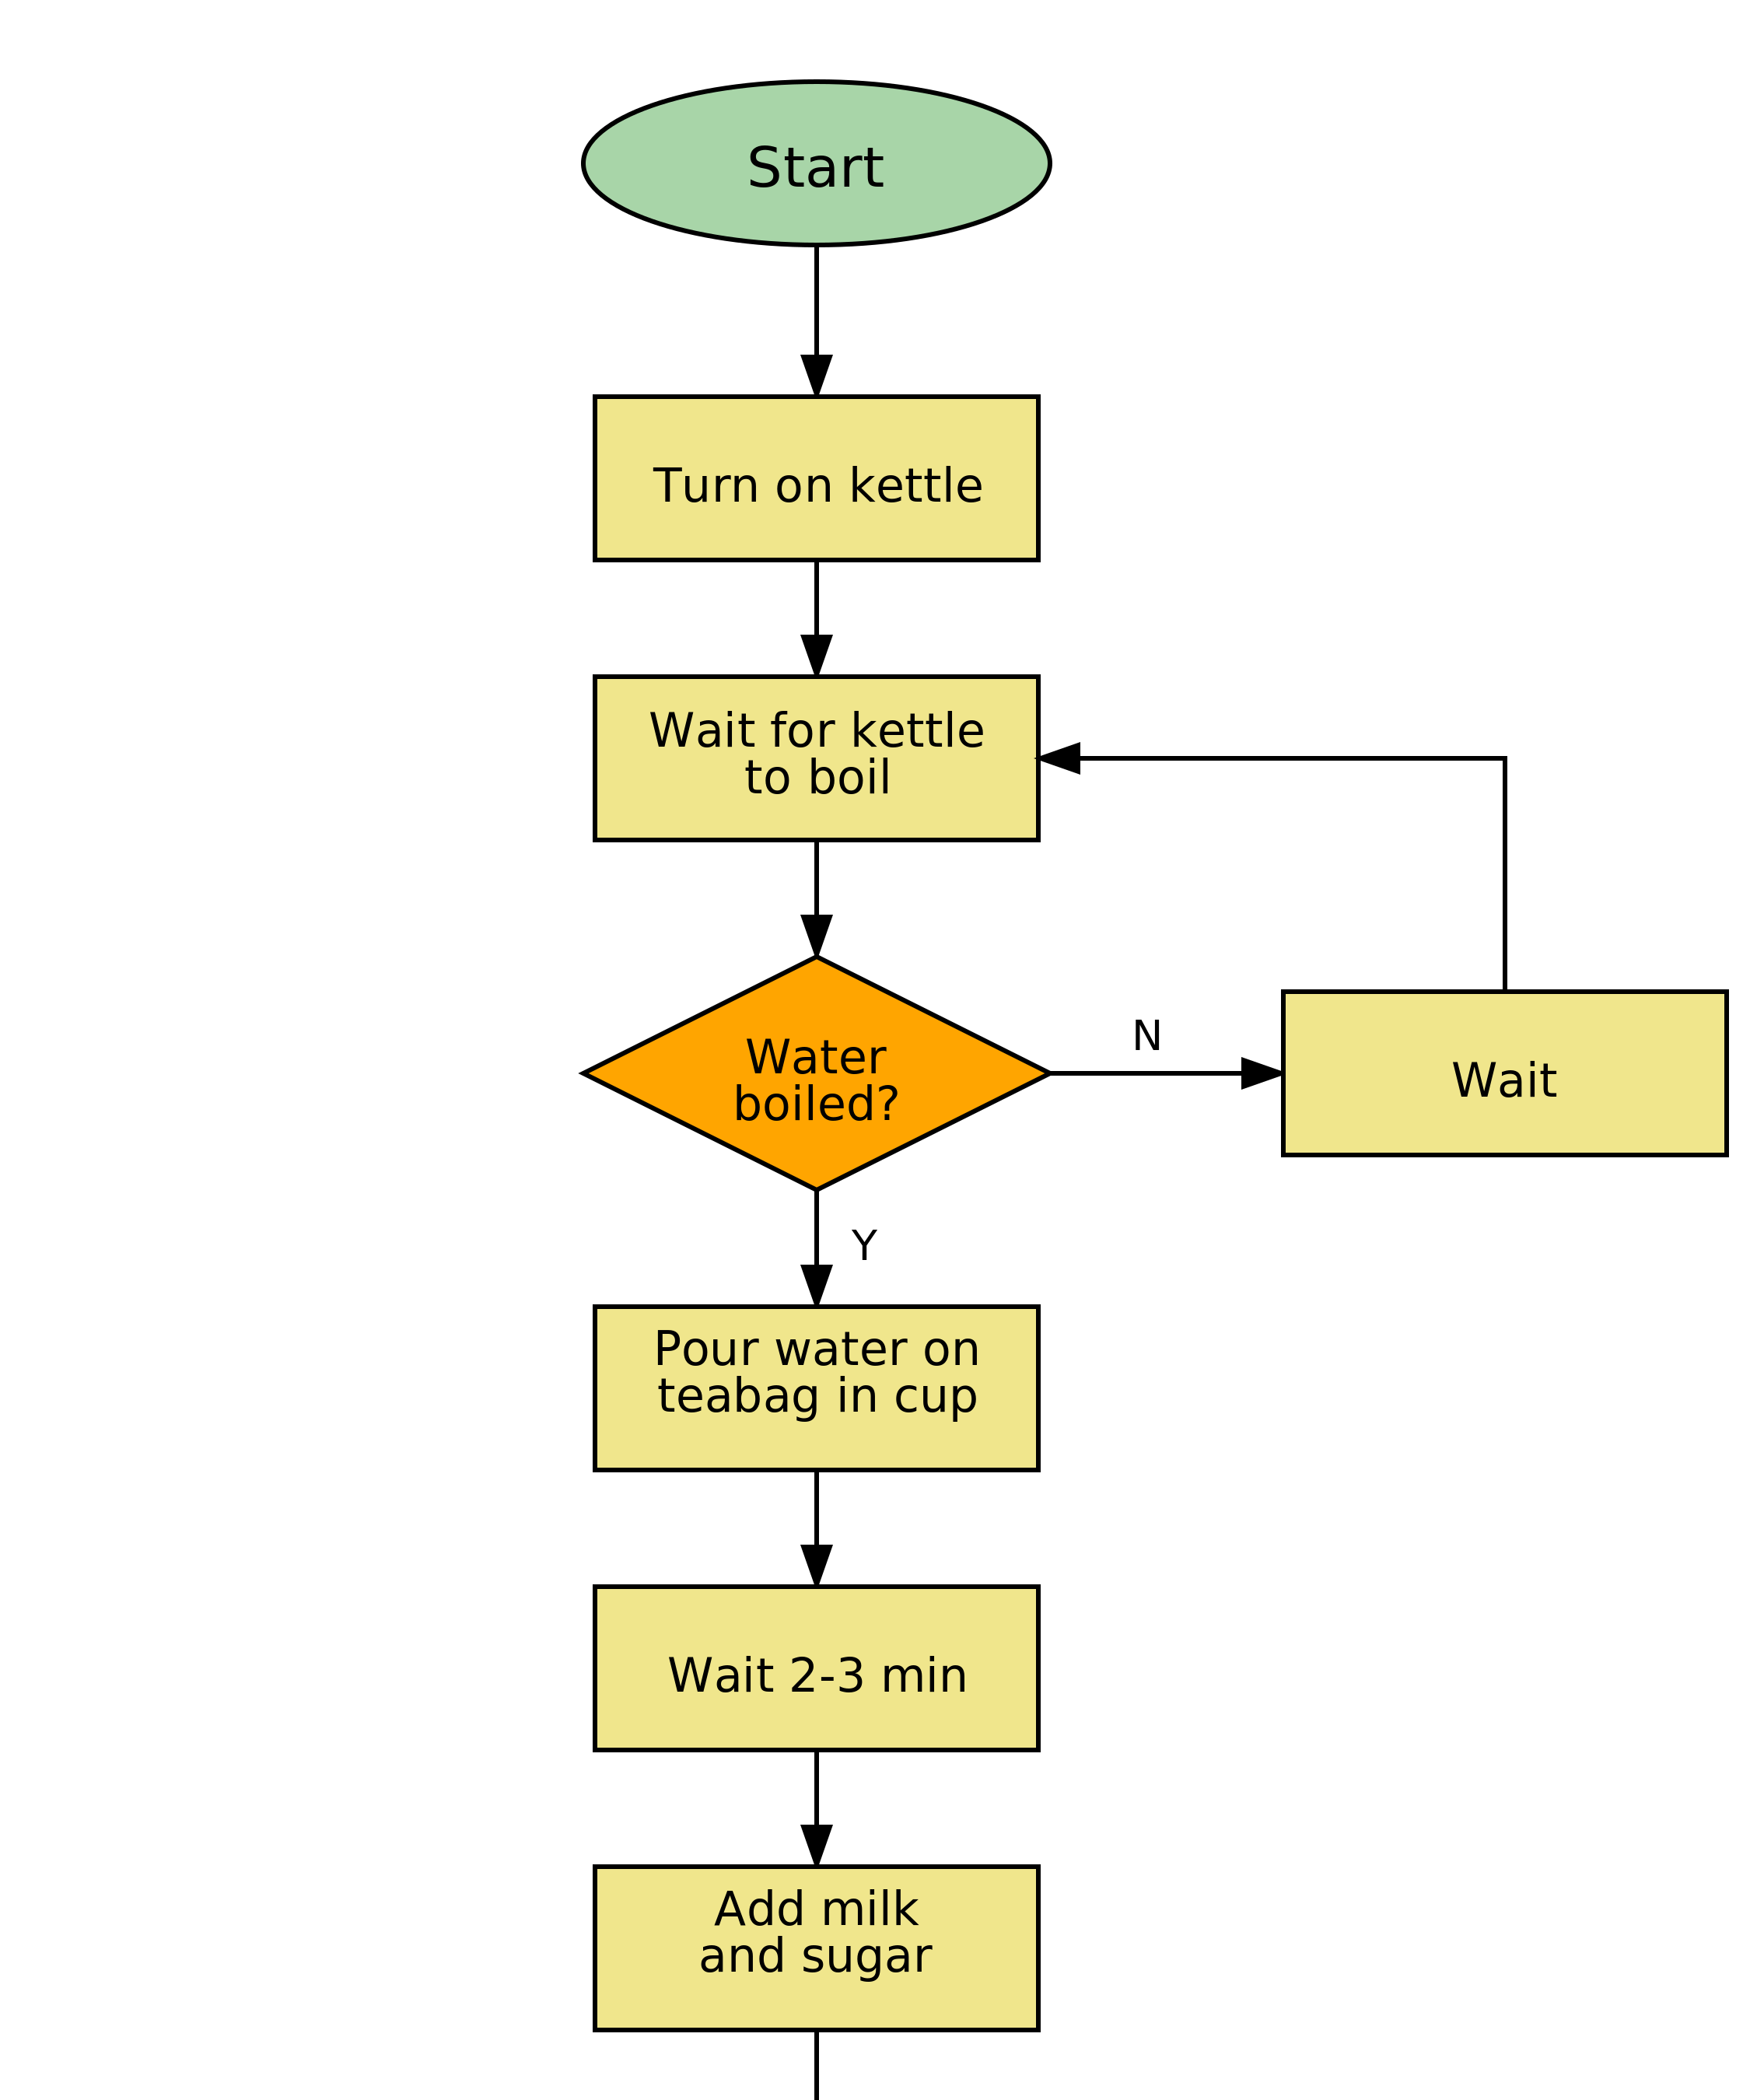 Start
Turn on kettle
Wait for kettle
to boil
Water
boiled?
N
Wait
Y
Pour water on
teabag in cup
Wait 2-3 min
Add milk
and sugar